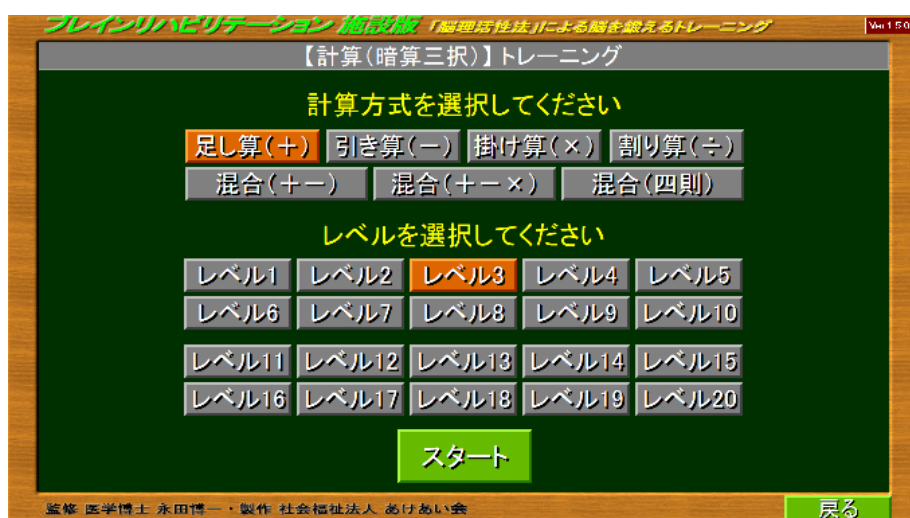 ブレインリハビリテーション 施設版 「脳理活性法」による脳を鍛えるトレーニング Ver 1.5.0
【計算(暗算三択)】トレーニング
計算方式を選択してください
足し算(+) 引き算(-) 掛け算(×) 割り算(÷)
混合(+-) 混合(+-×) 混合(四則)
レベルを選択してください
レベル1 レベル2 レベル3 レベル4 レベル5
レベル6 レベル7 レベル8 レベル9 レベル10
レベル11 レベル12 レベル13 レベル14 レベル15
レベル16 レベル17 レベル18 レベル19 レベル20
スタート
監修 医学博士 永田博一・製作 社会福祉法人 あけあい会 戻る